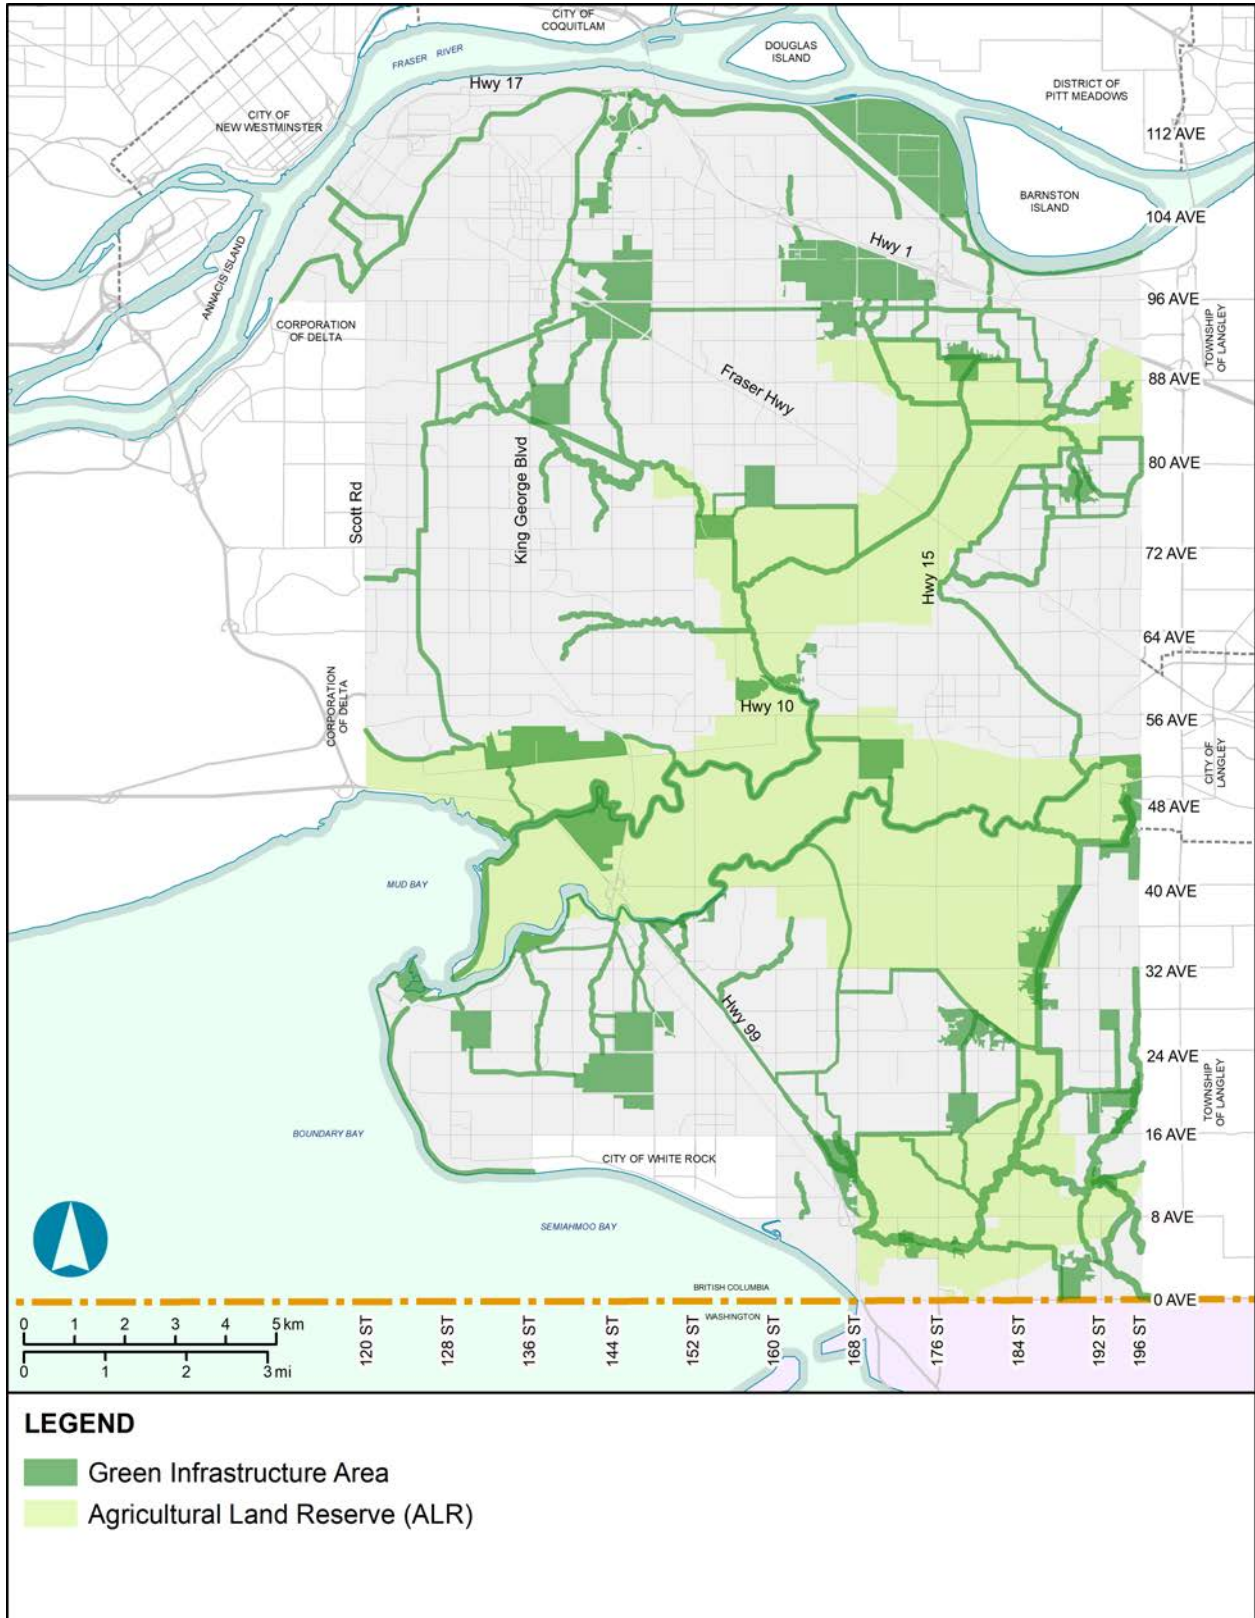 CITY OF
COQUITLAM
DOUGLAS
ISLAND
FRASER RIVER
Hwy 17
DISTRICT OF
PITT MEADOWS
CITY OF
NEW WESTMINSTER
112 AVE
BARNSTON
ISLAND
104 AVE
ANNACIS ISLAND
Hwy 1
96 AVE
CORPORATION
OF DELTA
TOWNSHIP
OF LANGLEY
88 AVE
Fraser Hwy
80 AVE
Scott Rd
King George Blvd
72 AVE
Hwy 15
64 AVE
CORPORATION
OF DELTA
Hwy 10
56 AVE
CITY OF
LANGLEY
48 AVE
MUD BAY
40 AVE
32 AVE
Hwy 99
24 AVE
TOWNSHIP
OF LANGLEY
BOUNDARY BAY
16 AVE
CITY OF WHITE ROCK
8 AVE
SEMIAHMOO BAY
BRITISH COLUMBIA
0 AVE
WASHINGTON
0 1 2 3 4 5 km
0 1 2 3 mi
120 ST
128 ST
136 ST
144 ST
152 ST
160 ST
168 ST
176 ST
184 ST
192 ST
196 ST
LEGEND
Green Infrastructure Area
Agricultural Land Reserve (ALR)